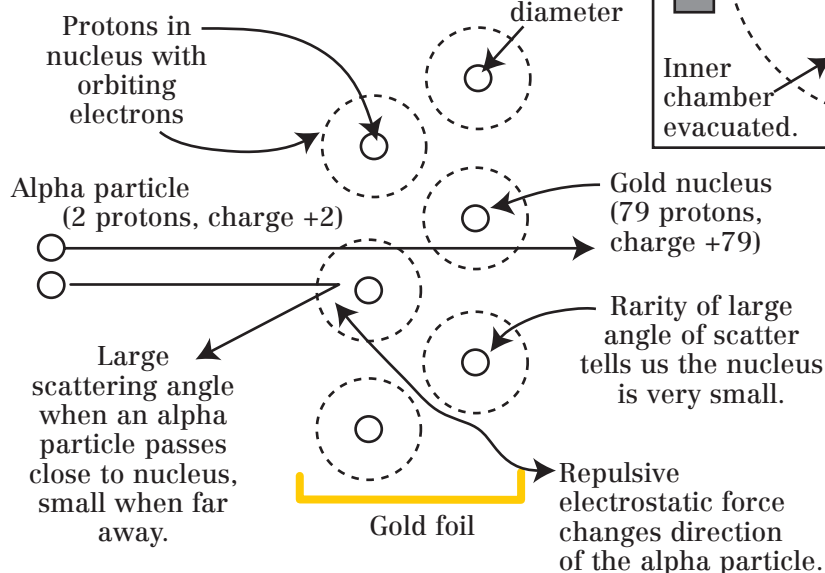 diameter
Protons in
nucleus with
orbiting
electrons
Inner
chamber
evacuated.
Alpha particle
(2 protons, charge +2)
Gold nucleus
(79 protons,
charge +79)
Rarity of large
angle of scatter
tells us the nucleus
is very small.
Large
scattering angle
when an alpha
particle passes
close to nucleus,
small when far
away.
Gold foil
Repulsive
electrostatic force
changes direction
of the alpha particle.